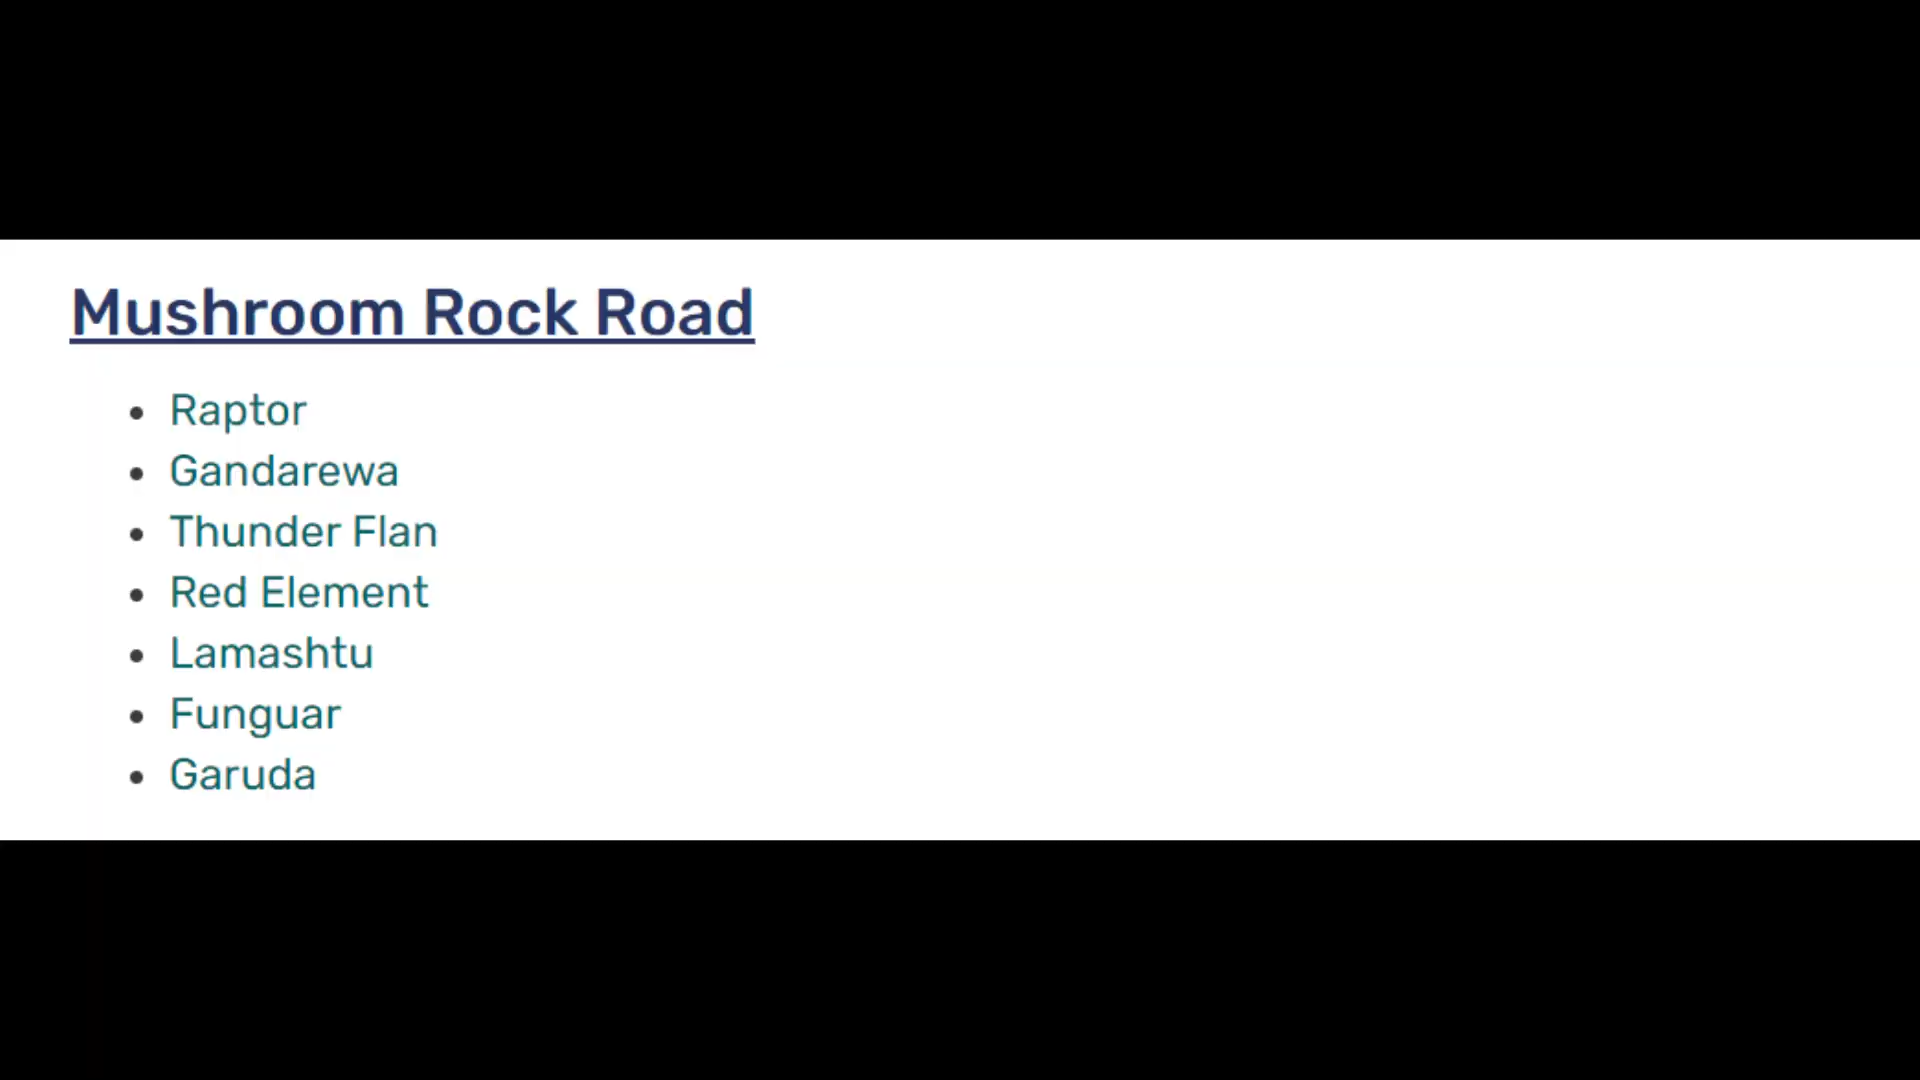 Mushroom Rock Road
Raptor
Gandarewa
Thunder Flan
Red Element
Lamashtu
Funguar
Garuda